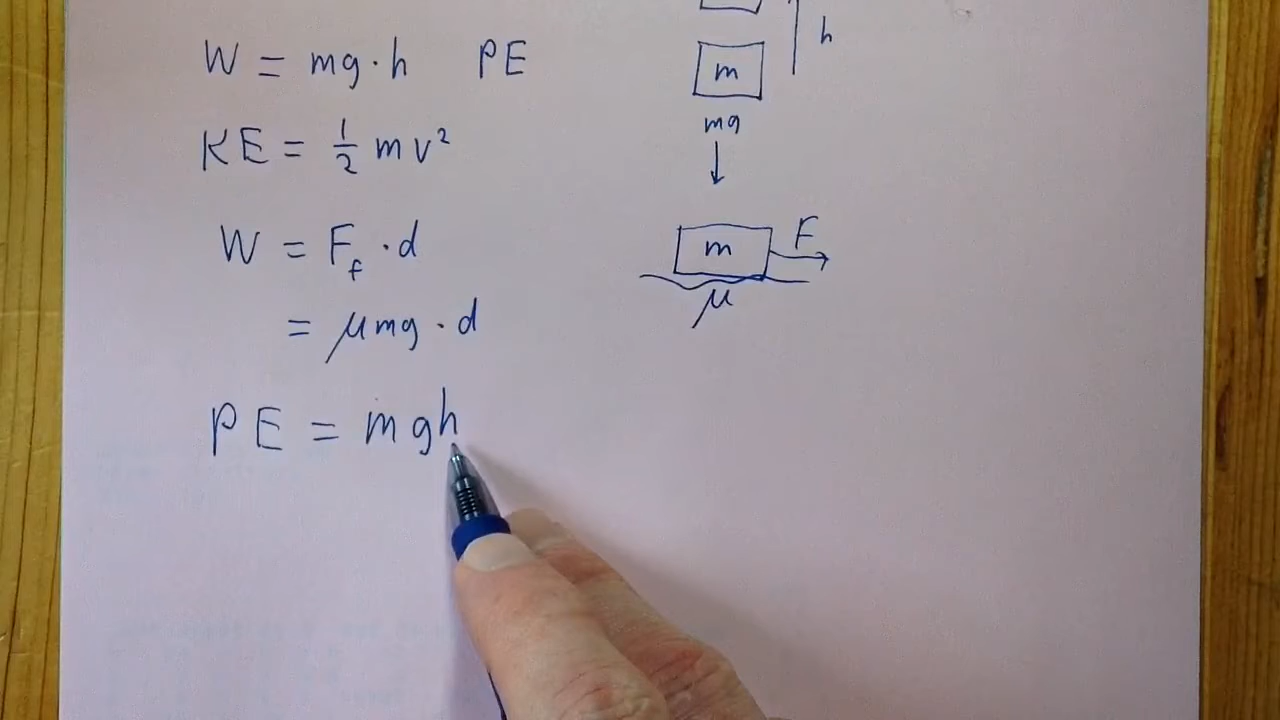 W = mg · h PE
h
m
mg
KE = ½ mv²
W = F_f · d
m F
μ
= μmg · d
PE = mgh